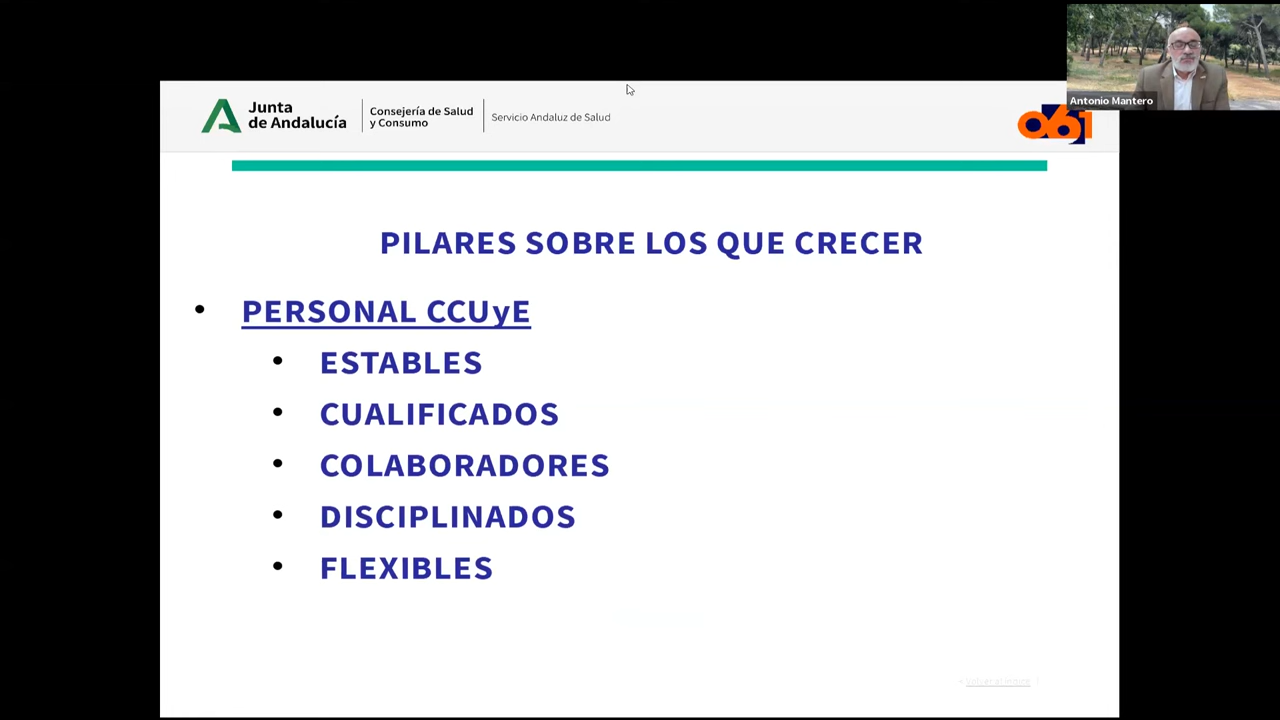 Junta
de Andalucía
Consejería de Salud
y Consumo
Servicio Andaluz de Salud
061
Antonio Mantero
PILARES SOBRE LOS QUE CRECER
• PERSONAL CCUyE
• ESTABLES
• CUALIFICADOS
• COLABORADORES
• DISCIPLINADOS
• FLEXIBLES